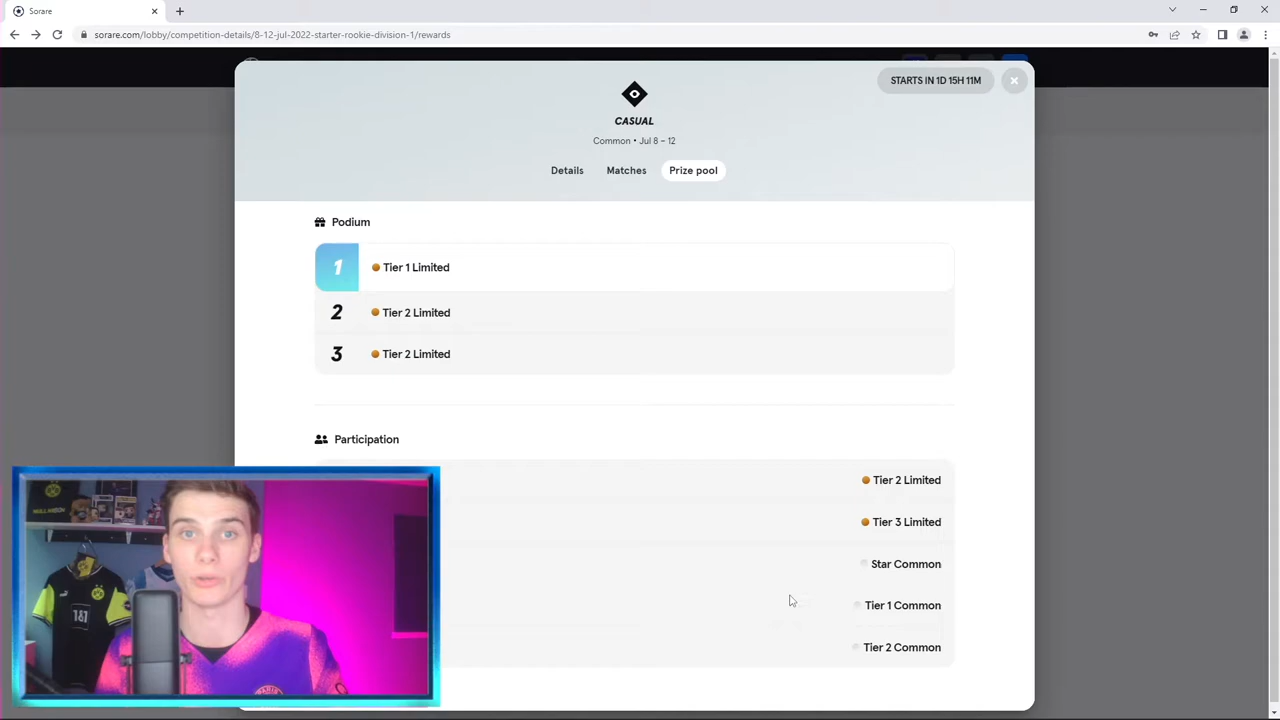 Sorare
sorare.com/lobby/competition-details/8-12-jul-2022-starter-rookie-division-1/rewards
STARTS IN 1D 15H 11M
CASUAL
Common • Jul 8 – 12
Details Matches Prize pool
Podium
1 Tier 1 Limited
2 Tier 2 Limited
3 Tier 2 Limited
Participation
Tier 2 Limited
Tier 3 Limited
Star Common
Tier 1 Common
Tier 2 Common
1&1